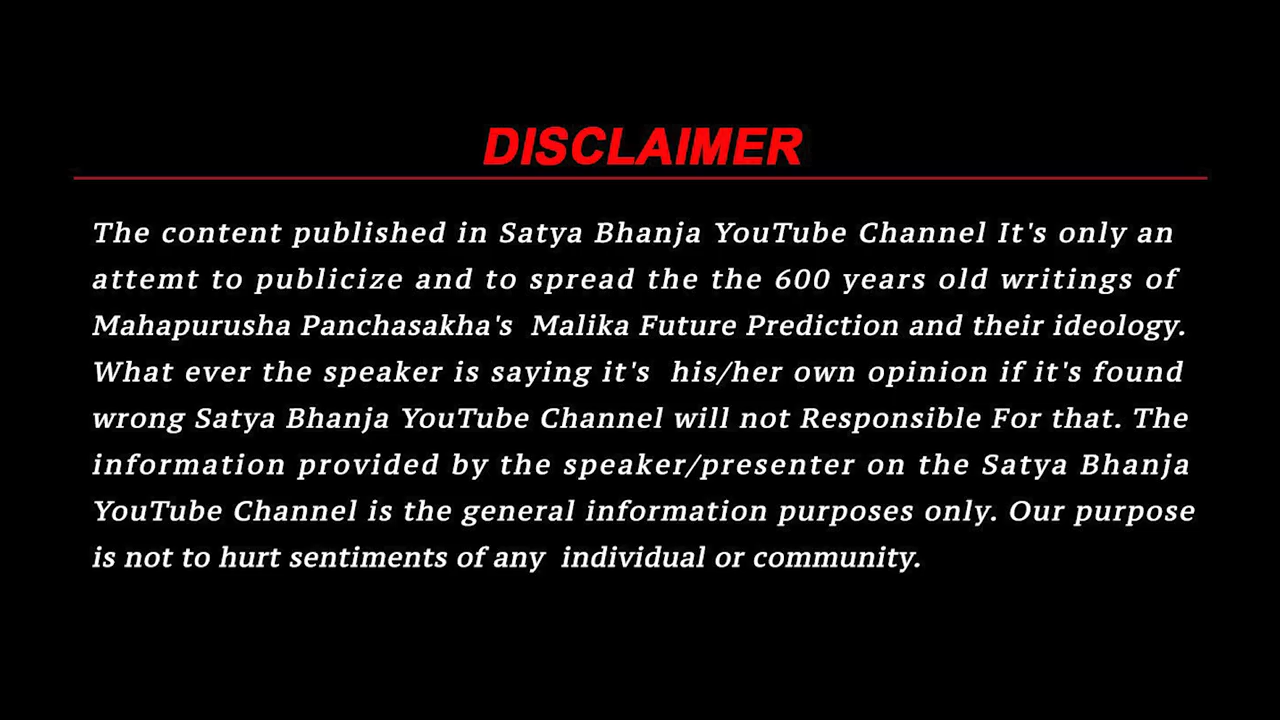 DISCLAIMER
The content published in Satya Bhanja YouTube Channel It's only an
attemt to publicize and to spread the the 600 years old writings of
Mahapurusha Panchasakha's Malika Future Prediction and their ideology.
What ever the speaker is saying it's his/her own opinion if it's found
wrong Satya Bhanja YouTube Channel will not Responsible For that. The
information provided by the speaker/presenter on the Satya Bhanja
YouTube Channel is the general information purposes only. Our purpose
is not to hurt sentiments of any individual or community.